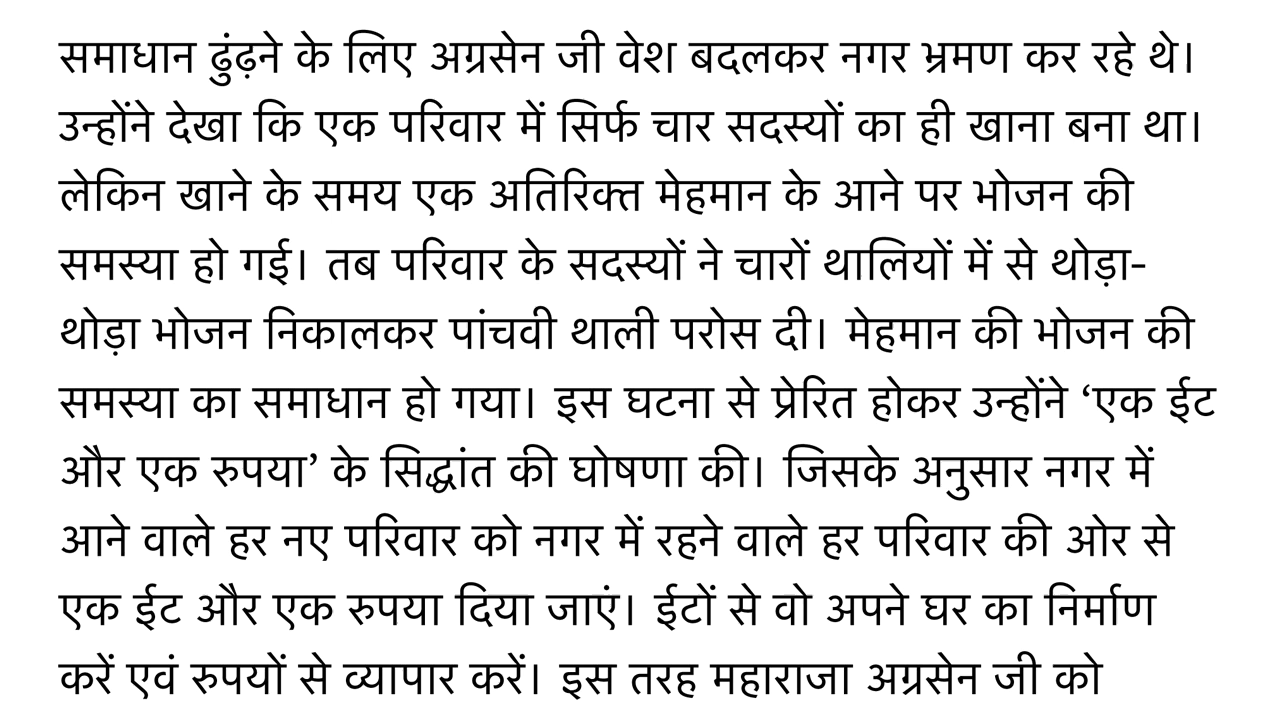 समाधान ढुंढ़ने के लिए अग्रसेन जी वेश बदलकर नगर भ्रमण कर रहे थे।
उन्होंने देखा कि एक परिवार में सिर्फ चार सदस्यों का ही खाना बना था।
लेकिन खाने के समय एक अतिरिक्त मेहमान के आने पर भोजन की
समस्या हो गई। तब परिवार के सदस्यों ने चारों थालियों में से थोड़ा-
थोड़ा भोजन निकालकर पांचवी थाली परोस दी। मेहमान की भोजन की
समस्या का समाधान हो गया। इस घटना से प्रेरित होकर उन्होंने ‘एक ईट
और एक रुपया’ के सिद्धांत की घोषणा की। जिसके अनुसार नगर में
आने वाले हर नए परिवार को नगर में रहने वाले हर परिवार की ओर से
एक ईट और एक रुपया दिया जाएं। ईटों से वो अपने घर का निर्माण
करें एवं रुपयों से व्यापार करें। इस तरह महाराजा अग्रसेन जी को